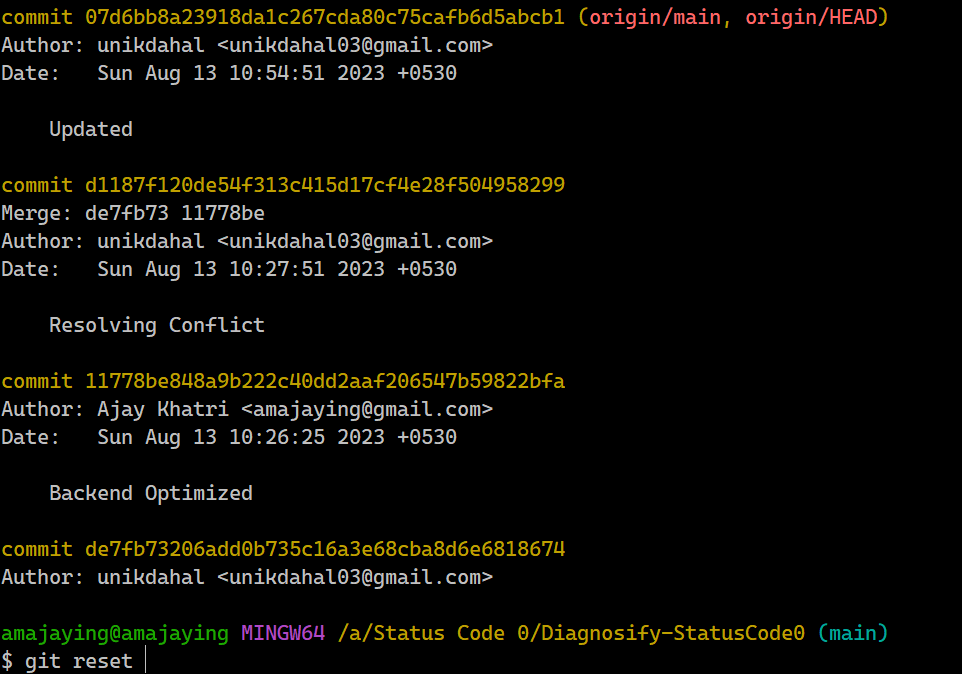 commit 07d6bb8a23918da1c267cda80c75cafb6d5abcb1 (origin/main, origin/HEAD)
Author: unikdahal <unikdahal03@gmail.com>
Date:   Sun Aug 13 10:54:51 2023 +0530
    Updated
commit d1187f120de54f313c415d17cf4e28f504958299
Merge: de7fb73 11778be
Author: unikdahal <unikdahal03@gmail.com>
Date:   Sun Aug 13 10:27:51 2023 +0530
    Resolving Conflict
commit 11778be848a9b222c40dd2aaf206547b59822bfa
Author: Ajay Khatri <amajaying@gmail.com>
Date:   Sun Aug 13 10:26:25 2023 +0530
    Backend Optimized
commit de7fb73206add0b735c16a3e68cba8d6e6818674
Author: unikdahal <unikdahal03@gmail.com>
amajaying@amajaying MINGW64 /a/Status Code 0/Diagnosify-StatusCode0 (main)
$ git reset